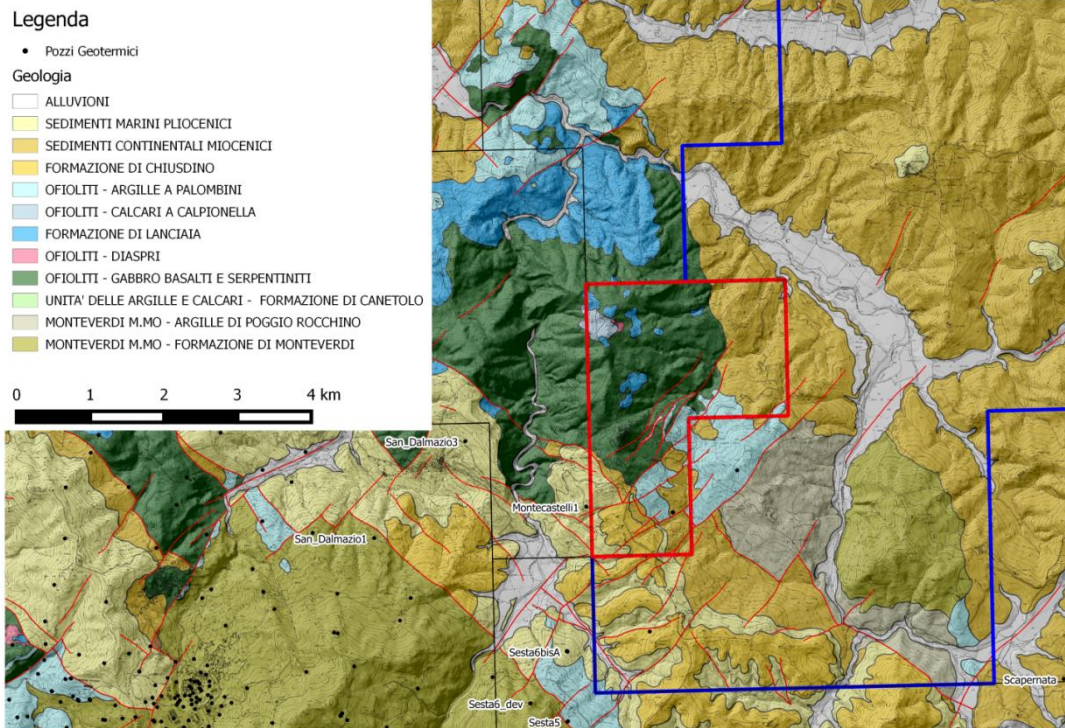 Legenda
Pozzi Geotermici
Geologia
ALLUVIONI
SEDIMENTI MARINI PLIOCENICI
SEDIMENTI CONTINENTALI MIOCENICI
FORMAZIONE DI CHIUSDINO
OFIOLITI - ARGILLE A PALOMBINI
OFIOLITI - CALCARI A CALPIONELLA
FORMAZIONE DI LANCIAIA
OFIOLITI - DIASPRI
OFIOLITI - GABBRO BASALTI E SERPENTINITI
UNITA' DELLE ARGILLE E CALCARI - FORMAZIONE DI CANETOLO
MONTEVERDI M.MO - ARGILLE DI POGGIO ROCCHINO
MONTEVERDI M.MO - FORMAZIONE DI MONTEVERDI
0 1 2 3 4 km
San_Dalmazio3
Montecastelli1
San_Dalmazio1
Sesta6bisA
Scapernata
Sesta6_dev
Sesta5